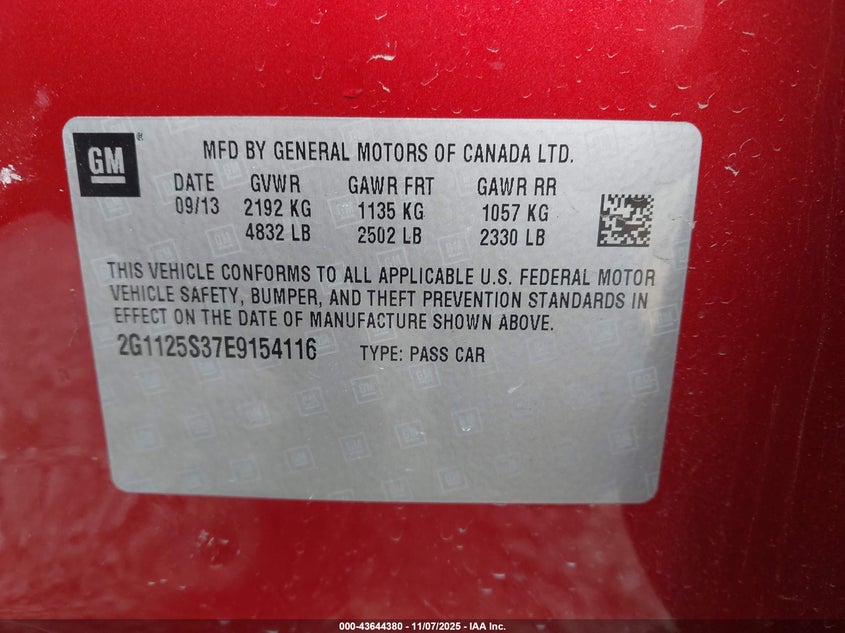 GM ®
MFD BY GENERAL MOTORS OF CANADA LTD.
DATE GVWR GAWR FRT GAWR RR
09/13 2192 KG 1135 KG 1057 KG
4832 LB 2502 LB 2330 LB
THIS VEHICLE CONFORMS TO ALL APPLICABLE U.S. FEDERAL MOTOR
VEHICLE SAFETY, BUMPER, AND THEFT PREVENTION STANDARDS IN
EFFECT ON THE DATE OF MANUFACTURE SHOWN ABOVE.
2G1125S37E9154116 TYPE: PASS CAR
000-43644380 | 11/07/2025 - IAA Inc.